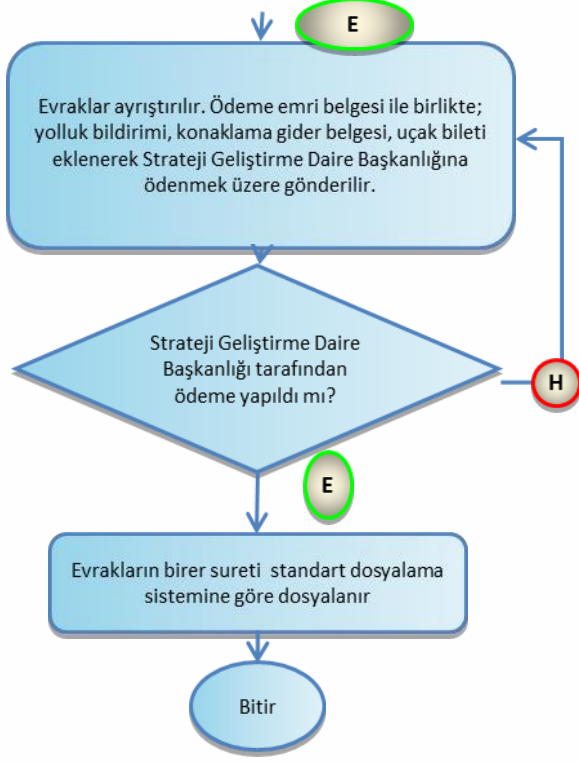 E
Evraklar ayrıştırılır. Ödeme emri belgesi ile birlikte;
yolluk bildirimi, konaklama gider belgesi, uçak bileti
eklenerek Strateji Geliştirme Daire Başkanlığına
ödenmek üzere gönderilir.
Strateji Geliştirme Daire
Başkanlığı tarafından
ödeme yapıldı mı?
H
E
Evrakların birer sureti standart dosyalama
sistemine göre dosyalanır
Bitir